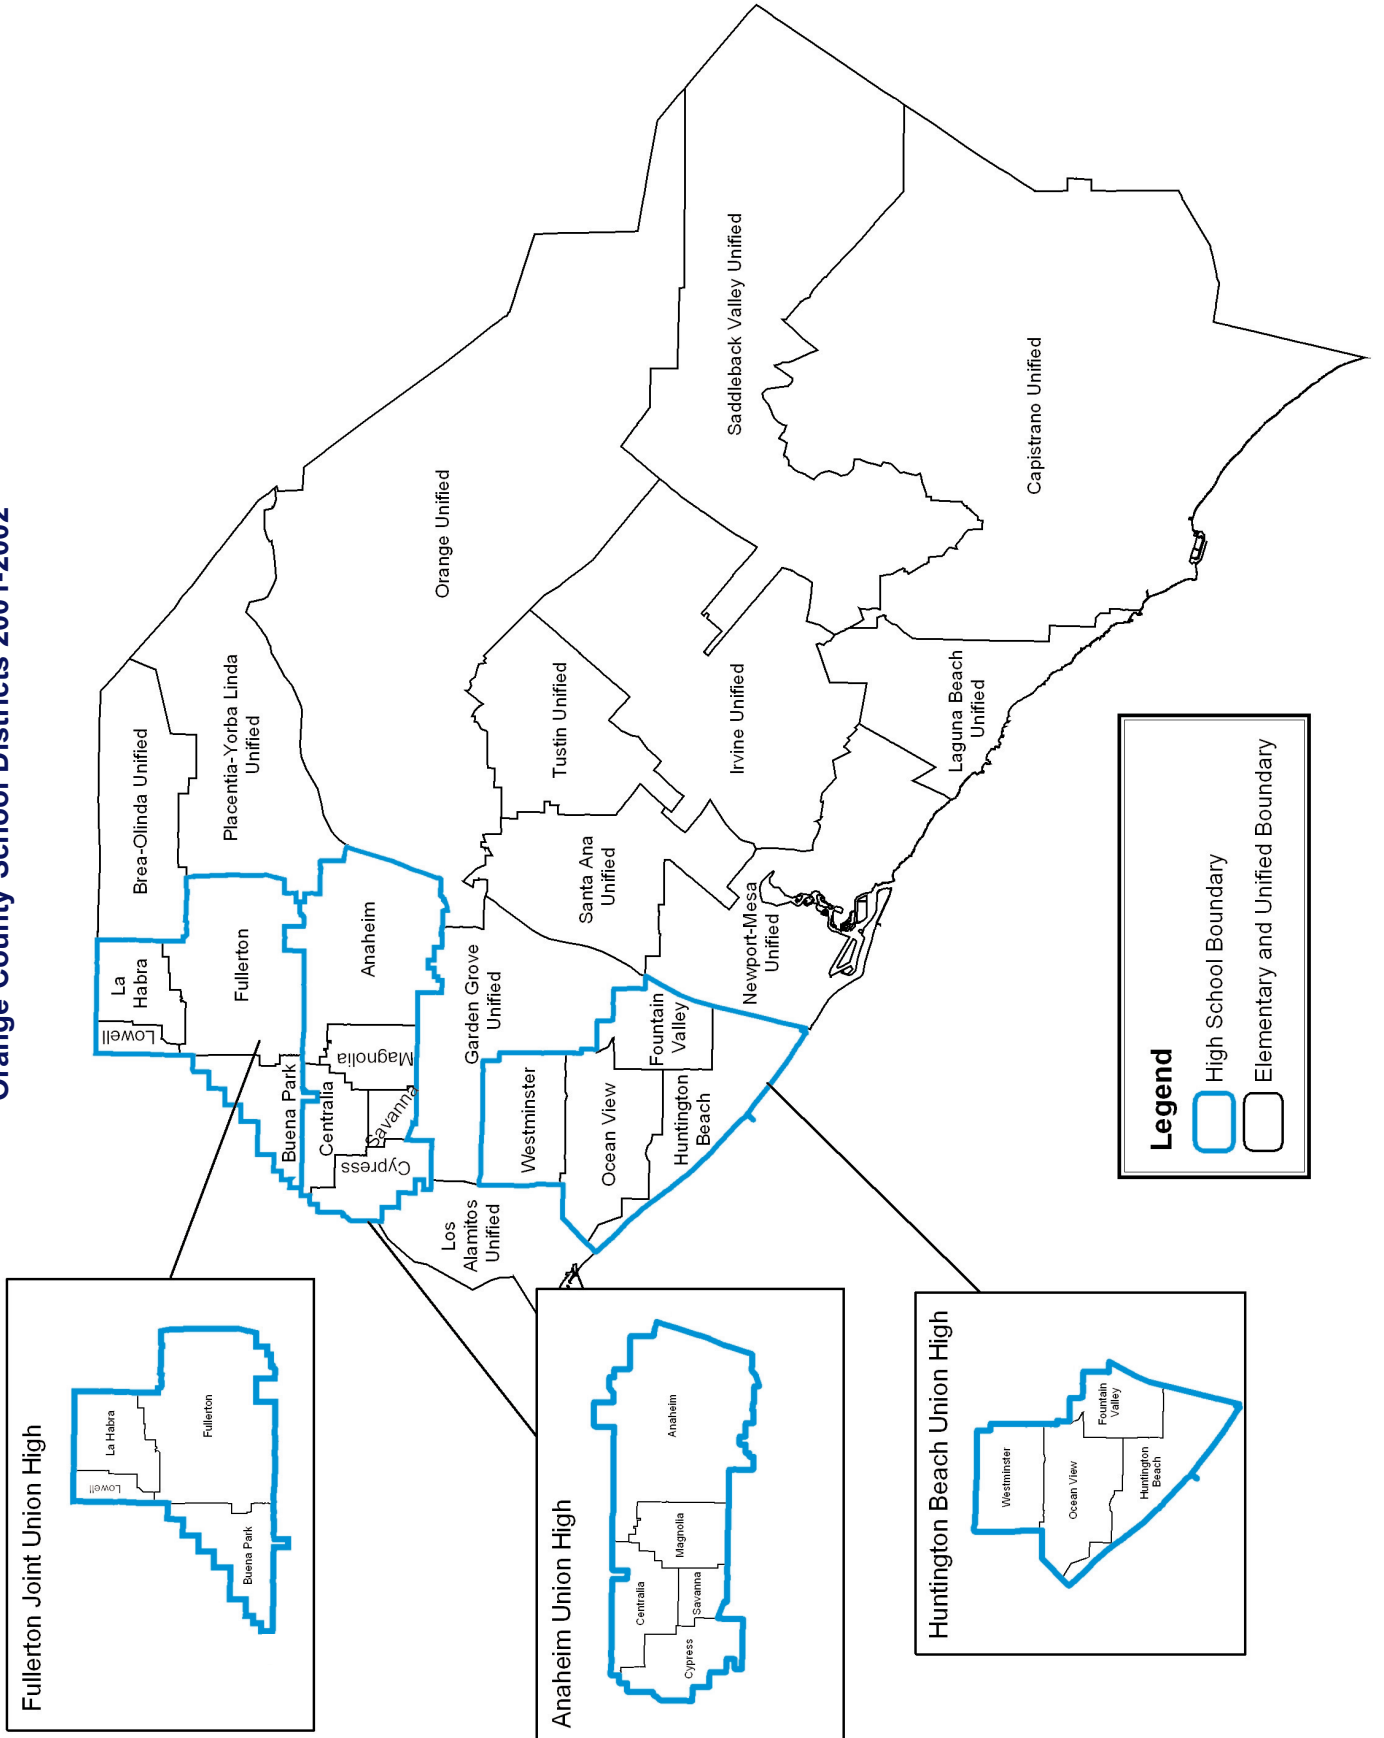 Orange County School Districts 2001-2002
Fullerton Joint Union High
La Habra
Lowell
Fullerton
Buena Park
Anaheim Union High
Anaheim
Magnolia
Centralia
Savanna
Cypress
Huntington Beach Union High
Westminster
Ocean View
Fountain
Valley
Huntington
Beach
La
Habra
Lowell
Fullerton
Buena Park
Brea-Olinda Unified
Placentia-Yorba Linda
Unified
Anaheim
Magnolia
Centralia
Savanna
Cypress
Orange Unified
Garden Grove
Unified
Los
Alamitos
Unified
Westminster
Ocean View
Fountain
Valley
Huntington
Beach
Santa Ana
Unified
Tustin Unified
Newport-Mesa
Unified
Irvine Unified
Saddleback Valley Unified
Laguna Beach
Unified
Capistrano Unified
Legend
High School Boundary
Elementary and Unified Boundary